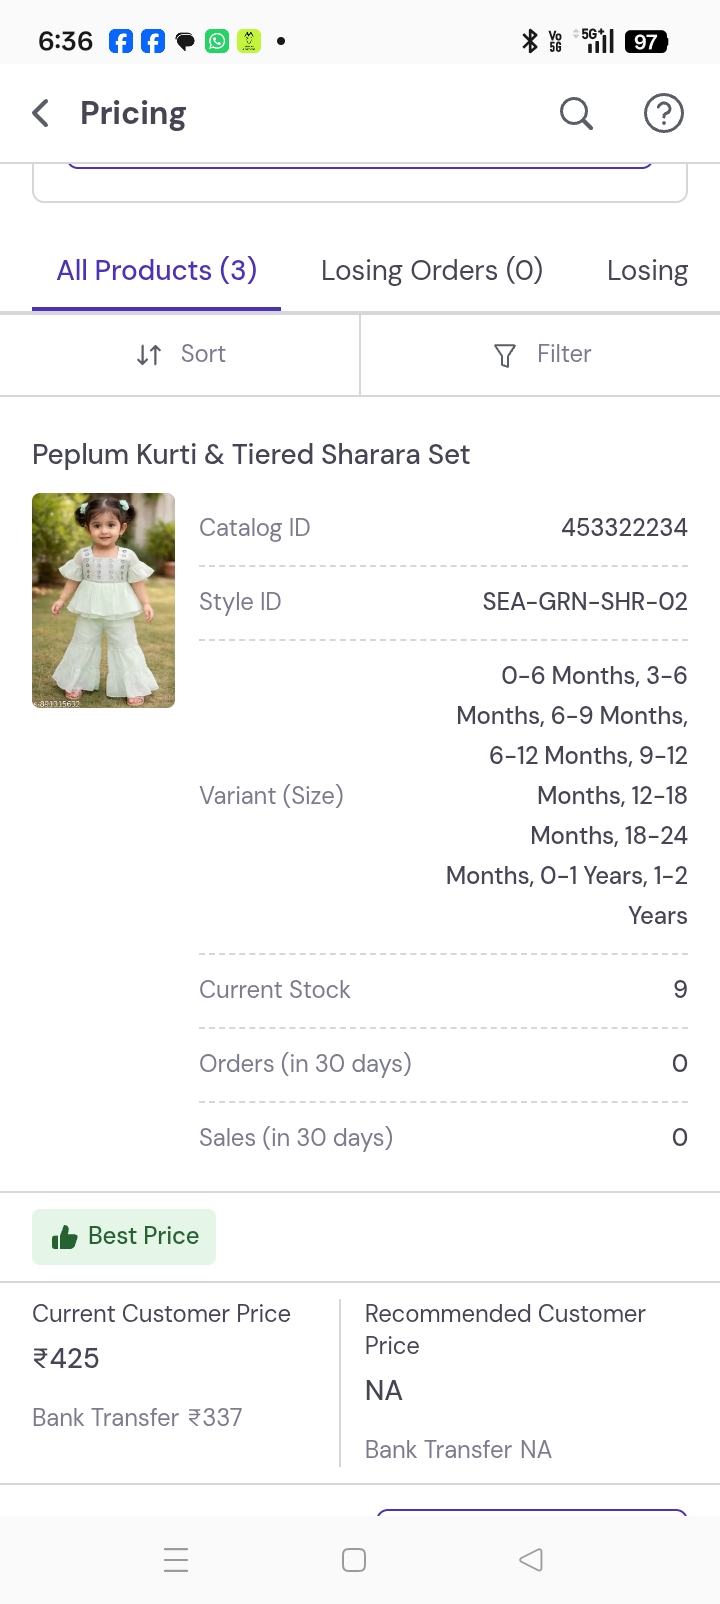 6:36
Vo
5G
5G+
97
Pricing
All Products (3)
Losing Orders (0)
Losing
Sort
Filter
Peplum Kurti & Tiered Sharara Set
Catalog ID
453322234
Style ID
SEA-GRN-SHR-02
Variant (Size)
0-6 Months, 3-6
Months, 6-9 Months,
6-12 Months, 9-12
Months, 12-18
Months, 18-24
Months, 0-1 Years, 1-2
Years
Current Stock
9
Orders (in 30 days)
0
Sales (in 30 days)
0
Best Price
Current Customer Price
₹425
Bank Transfer ₹337
Recommended Customer
Price
NA
Bank Transfer NA